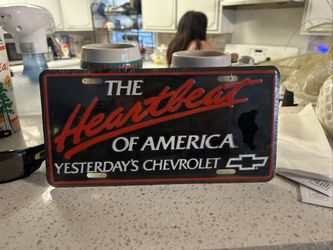 THE
Heartbeat
OF AMERICA
YESTERDAY'S CHEVROLET